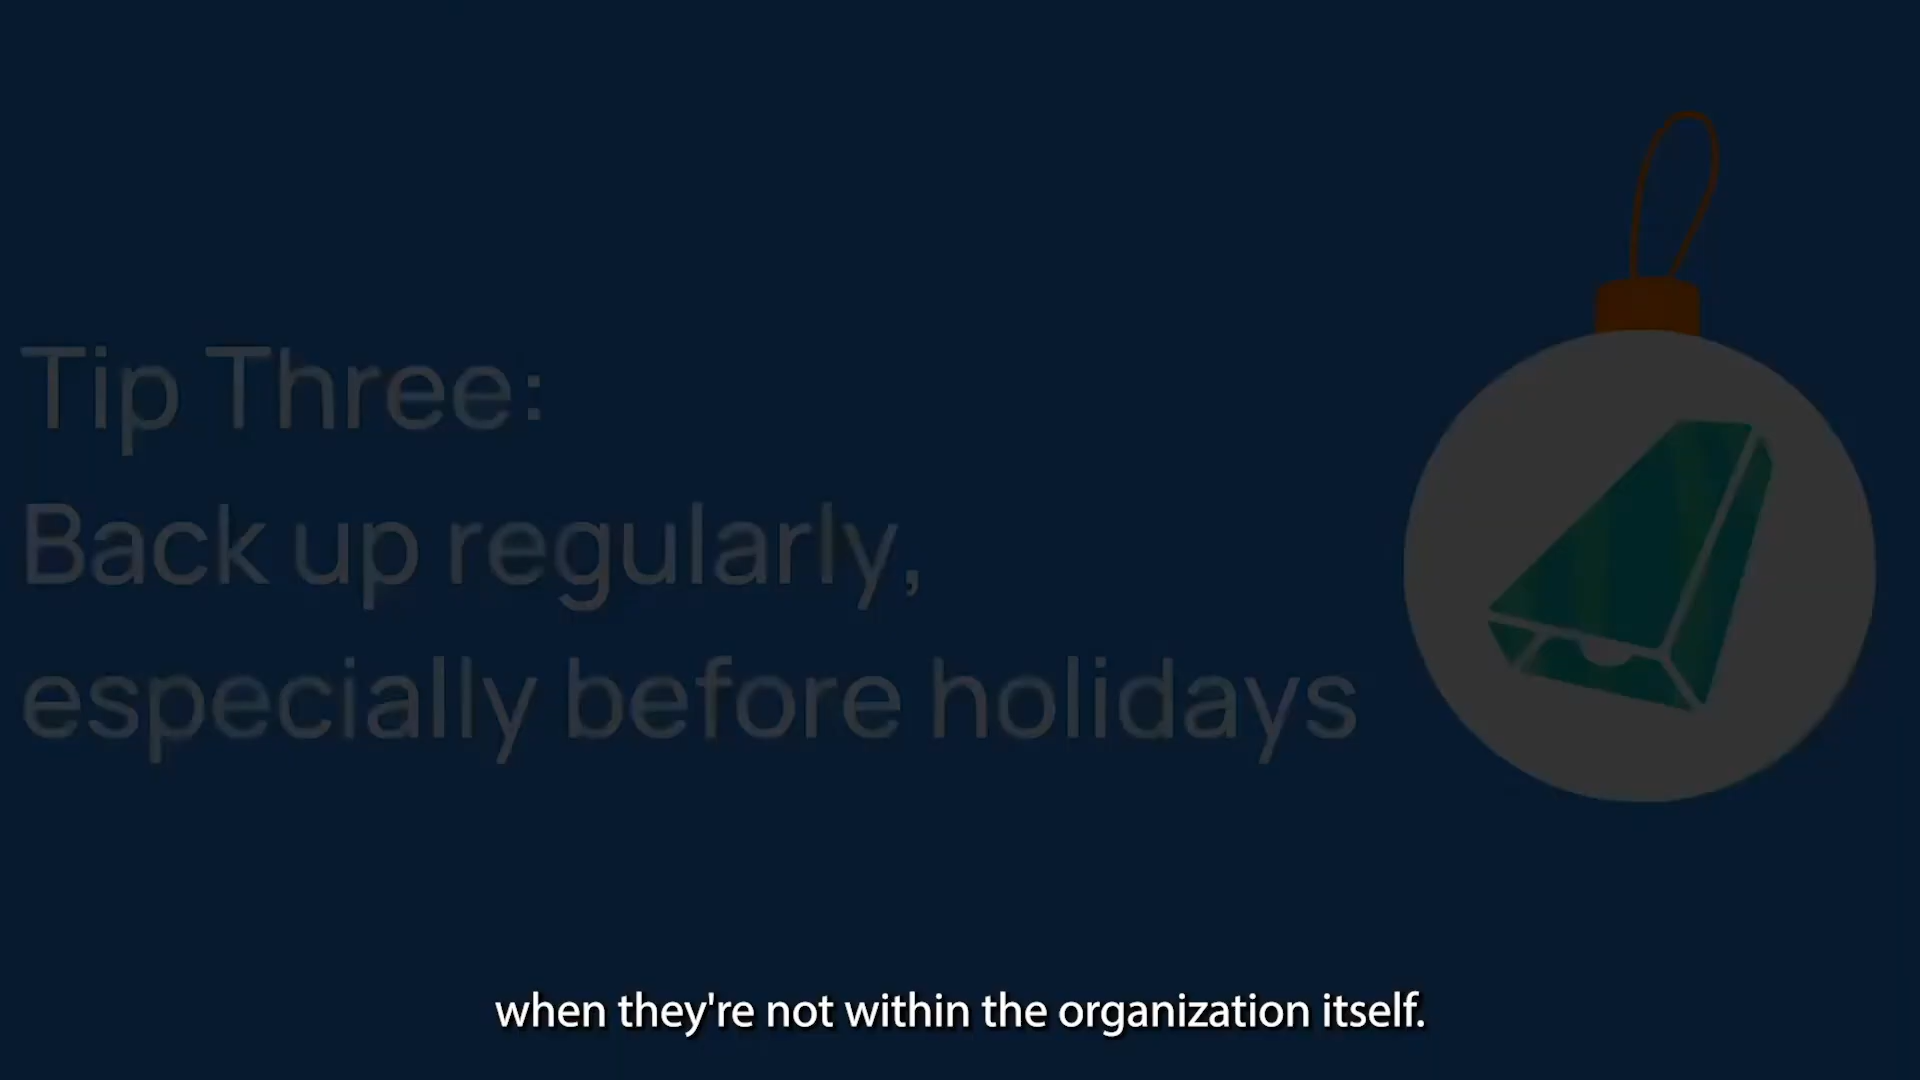 Tip Three:
Back up regularly,
especially before holidays
when they're not within the organization itself.